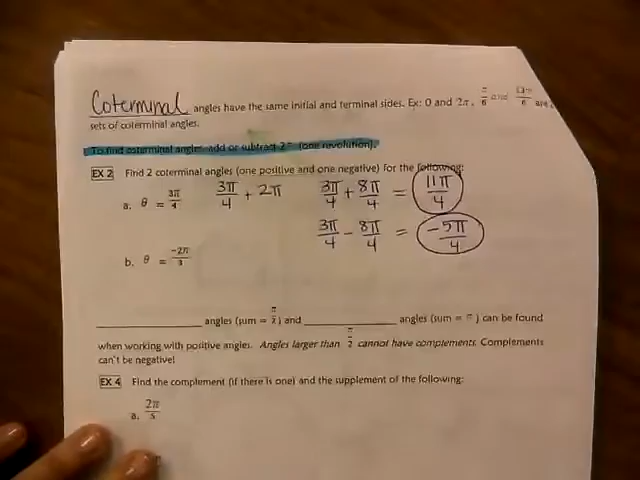 Coterminal angles have the same initial and terminal sides. Ex: 0 and 2π, π/6 and 13π/6 are
sets of coterminal angles.
To find coterminal angles add or subtract 2π (one revolution).
EX 2 Find 2 coterminal angles (one positive and one negative) for the following:
a. θ = 3π/4 3π/4 + 2π 3π/4 + 8π/4 = 11π/4
3π/4 - 8π/4 = -5π/4
b. θ = -2π/3
____________ angles (sum = π/2) and ____________ angles (sum = π) can be found
when working with positive angles. Angles larger than π/2 cannot have complements. Complements
can't be negative!
EX 4 Find the complement (if there is one) and the supplement of the following:
a. 2π/5